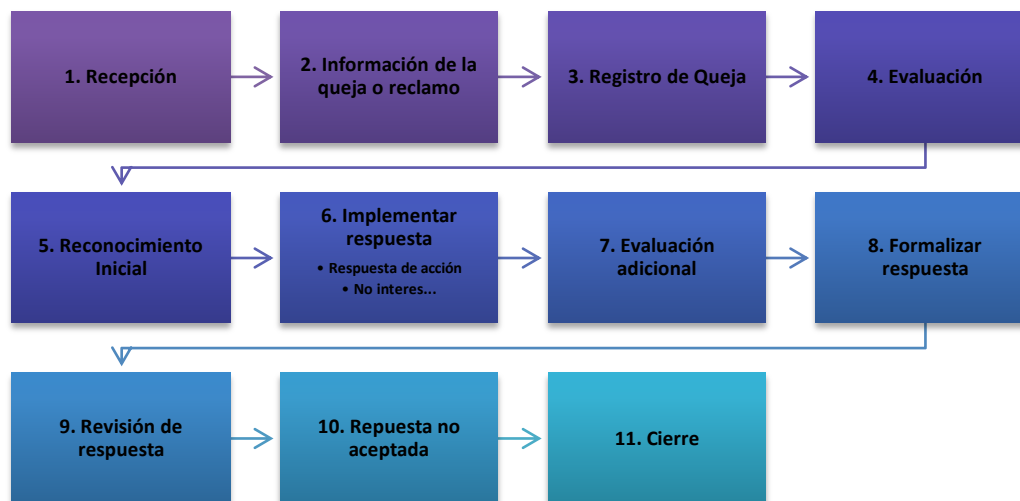 1. Recepción
2. Información de la
queja o reclamo
3. Registro de Queja
4. Evaluación
5. Reconocimiento
Inicial
6. Implementar
respuesta
• Respuesta de acción
• No interes...
7. Evaluación
adicional
8. Formalizar
respuesta
9. Revisión de
respuesta
10. Repuesta no
aceptada
11. Cierre